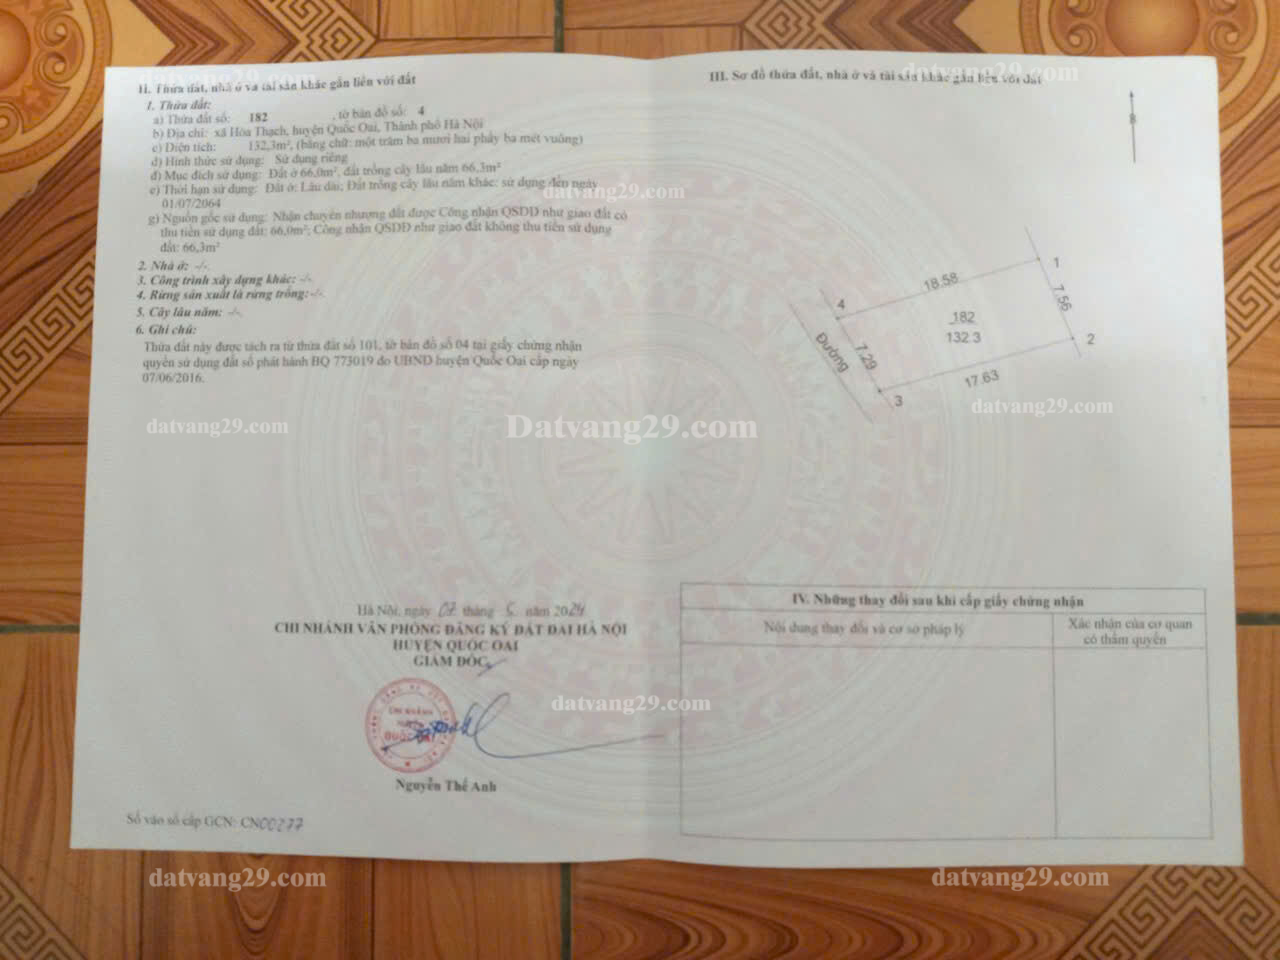 II. Thửa đất, nhà ở và tài sản khác gắn liền với đất
1. Thửa đất:
a) Thửa đất số: 182 , tờ bản đồ số: 4
b) Địa chỉ: xã Hòa Thạch, huyện Quốc Oai, Thành phố Hà Nội
c) Diện tích: 132,3m², (bằng chữ: một trăm ba mươi hai phẩy ba mét vuông)
d) Hình thức sử dụng: Sử dụng riêng
đ) Mục đích sử dụng: Đất ở 66,0m², đất trồng cây lâu năm 66,3m²
e) Thời hạn sử dụng: Đất ở: Lâu dài; Đất trồng cây lâu năm khác: sử dụng đến ngày
01/07/2064
g) Nguồn gốc sử dụng: Nhận chuyển nhượng đất được Công nhận QSDĐ như giao đất có
thu tiền sử dụng đất: 66,0m²; Công nhận QSDĐ như giao đất không thu tiền sử dụng
đất: 66,3m²
2. Nhà ở: -/-.
3. Công trình xây dựng khác: -/-.
4. Rừng sản xuất là rừng trồng:-/-.
5. Cây lâu năm: -/-.
6. Ghi chú:
Thửa đất này được tách ra từ thửa đất số 101, tờ bản đồ số 04 tại giấy chứng nhận
quyền sử dụng đất số phát hành BQ 773019 do UBND huyện Quốc Oai cấp ngày
07/06/2016.
Hà Nội, ngày 07 tháng 5 năm 2024
CHI NHÁNH VĂN PHÒNG ĐĂNG KÝ ĐẤT ĐAI HÀ NỘI
HUYỆN QUỐC OAI
GIÁM ĐỐC
CHI NHÁNH
HUYỆN
QUỐC OAI
Nguyễn Thế Anh
Số vào sổ cấp GCN: CN00277
III. Sơ đồ thửa đất, nhà ở và tài sản khác gắn liền với đất
B
1
18.58
4
7.56
182
132.3
2
Đường
7.29
17.63
3
IV. Những thay đổi sau khi cấp giấy chứng nhận
Nội dung thay đổi và cơ sở pháp lý
Xác nhận của cơ quan
có thẩm quyền
datvang29.com
datvang29.com
datvang29.com
datvang29.com
datvang29.com
Datvang29.com
datvang29.com
datvang29.com
datvang29.com
datvang29.com